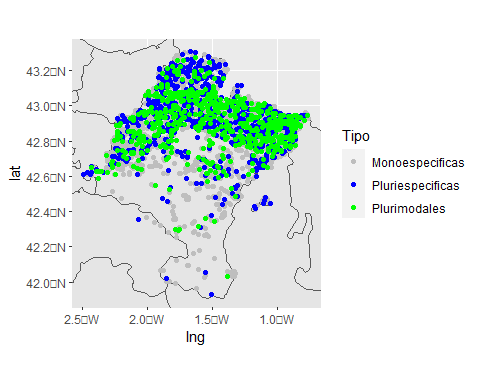 43.2□N
43.0□N
42.8□N
42.6□N
42.4□N
42.2□N
42.0□N
lat
2.5□W 2.0□W 1.5□W 1.0□W
lng
Tipo
Monoespecificas
Pluriespecificas
Plurimodales